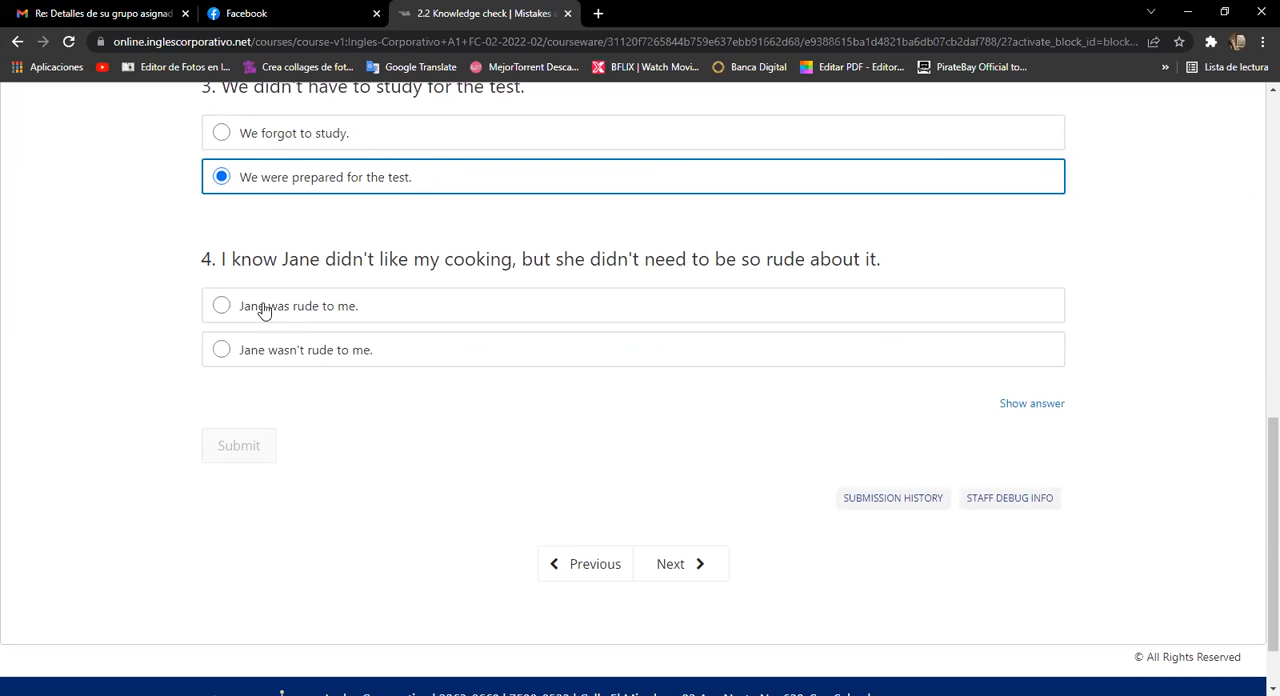 Re: Detalles de su grupo asignad
Facebook
2.2 Knowledge check | Mistakes a
online.inglescorporativo.net/courses/course-v1:Ingles-Corporativo+A1+FC-02-2022-02/courseware/31120f7265844b759e637ebb91662d68/e9388615ba1d4821ba6db07cb2daf788/2?activate_block_id=block...
Aplicaciones
Editor de Fotos en l...
Crea collages de fot...
Google Translate
MejorTorrent Desca...
BFLIX | Watch Movi...
Banca Digital
Editar PDF - Editor...
PirateBay Official to...
»
Lista de lectura
3. We didn't have to study for the test.
We forgot to study.
We were prepared for the test.
4. I know Jane didn't like my cooking, but she didn't need to be so rude about it.
Jane was rude to me.
Jane wasn't rude to me.
Show answer
Submit
SUBMISSION HISTORY
STAFF DEBUG INFO
Previous
Next
© All Rights Reserved